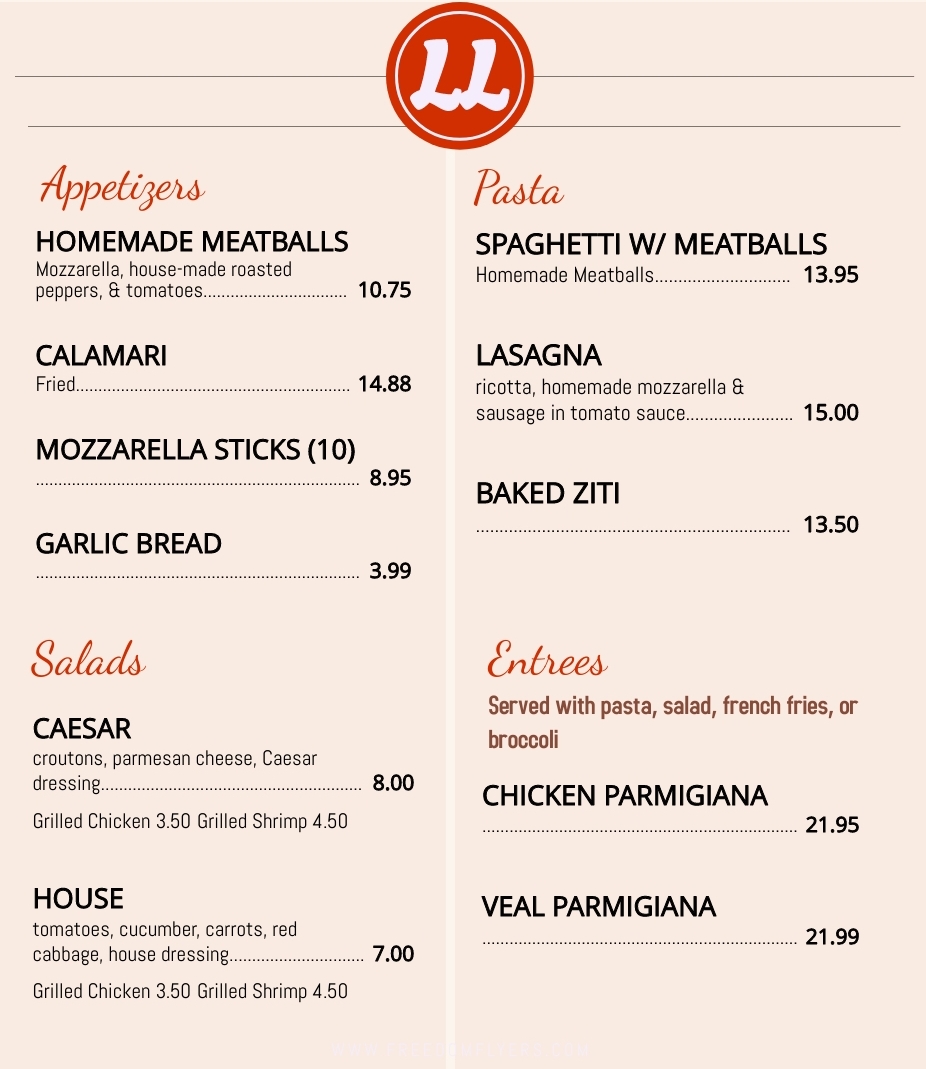 LL
Appetizers
HOMEMADE MEATBALLS
Mozzarella, house-made roasted
peppers, & tomatoes................................ 10.75
CALAMARI
Fried............................................................. 14.88
MOZZARELLA STICKS (10)
........................................................................ 8.95
GARLIC BREAD
........................................................................ 3.99
Salads
CAESAR
croutons, parmesan cheese, Caesar
dressing.......................................................... 8.00
Grilled Chicken 3.50 Grilled Shrimp 4.50
HOUSE
tomatoes, cucumber, carrots, red
cabbage, house dressing.............................. 7.00
Grilled Chicken 3.50 Grilled Shrimp 4.50
Pasta
SPAGHETTI W/ MEATBALLS
Homemade Meatballs.............................. 13.95
LASAGNA
ricotta, homemade mozzarella &
sausage in tomato sauce........................ 15.00
BAKED ZITI
...................................................................... 13.50
Entrees
Served with pasta, salad, french fries, or
broccoli
CHICKEN PARMIGIANA
...................................................................... 21.95
VEAL PARMIGIANA
...................................................................... 21.99